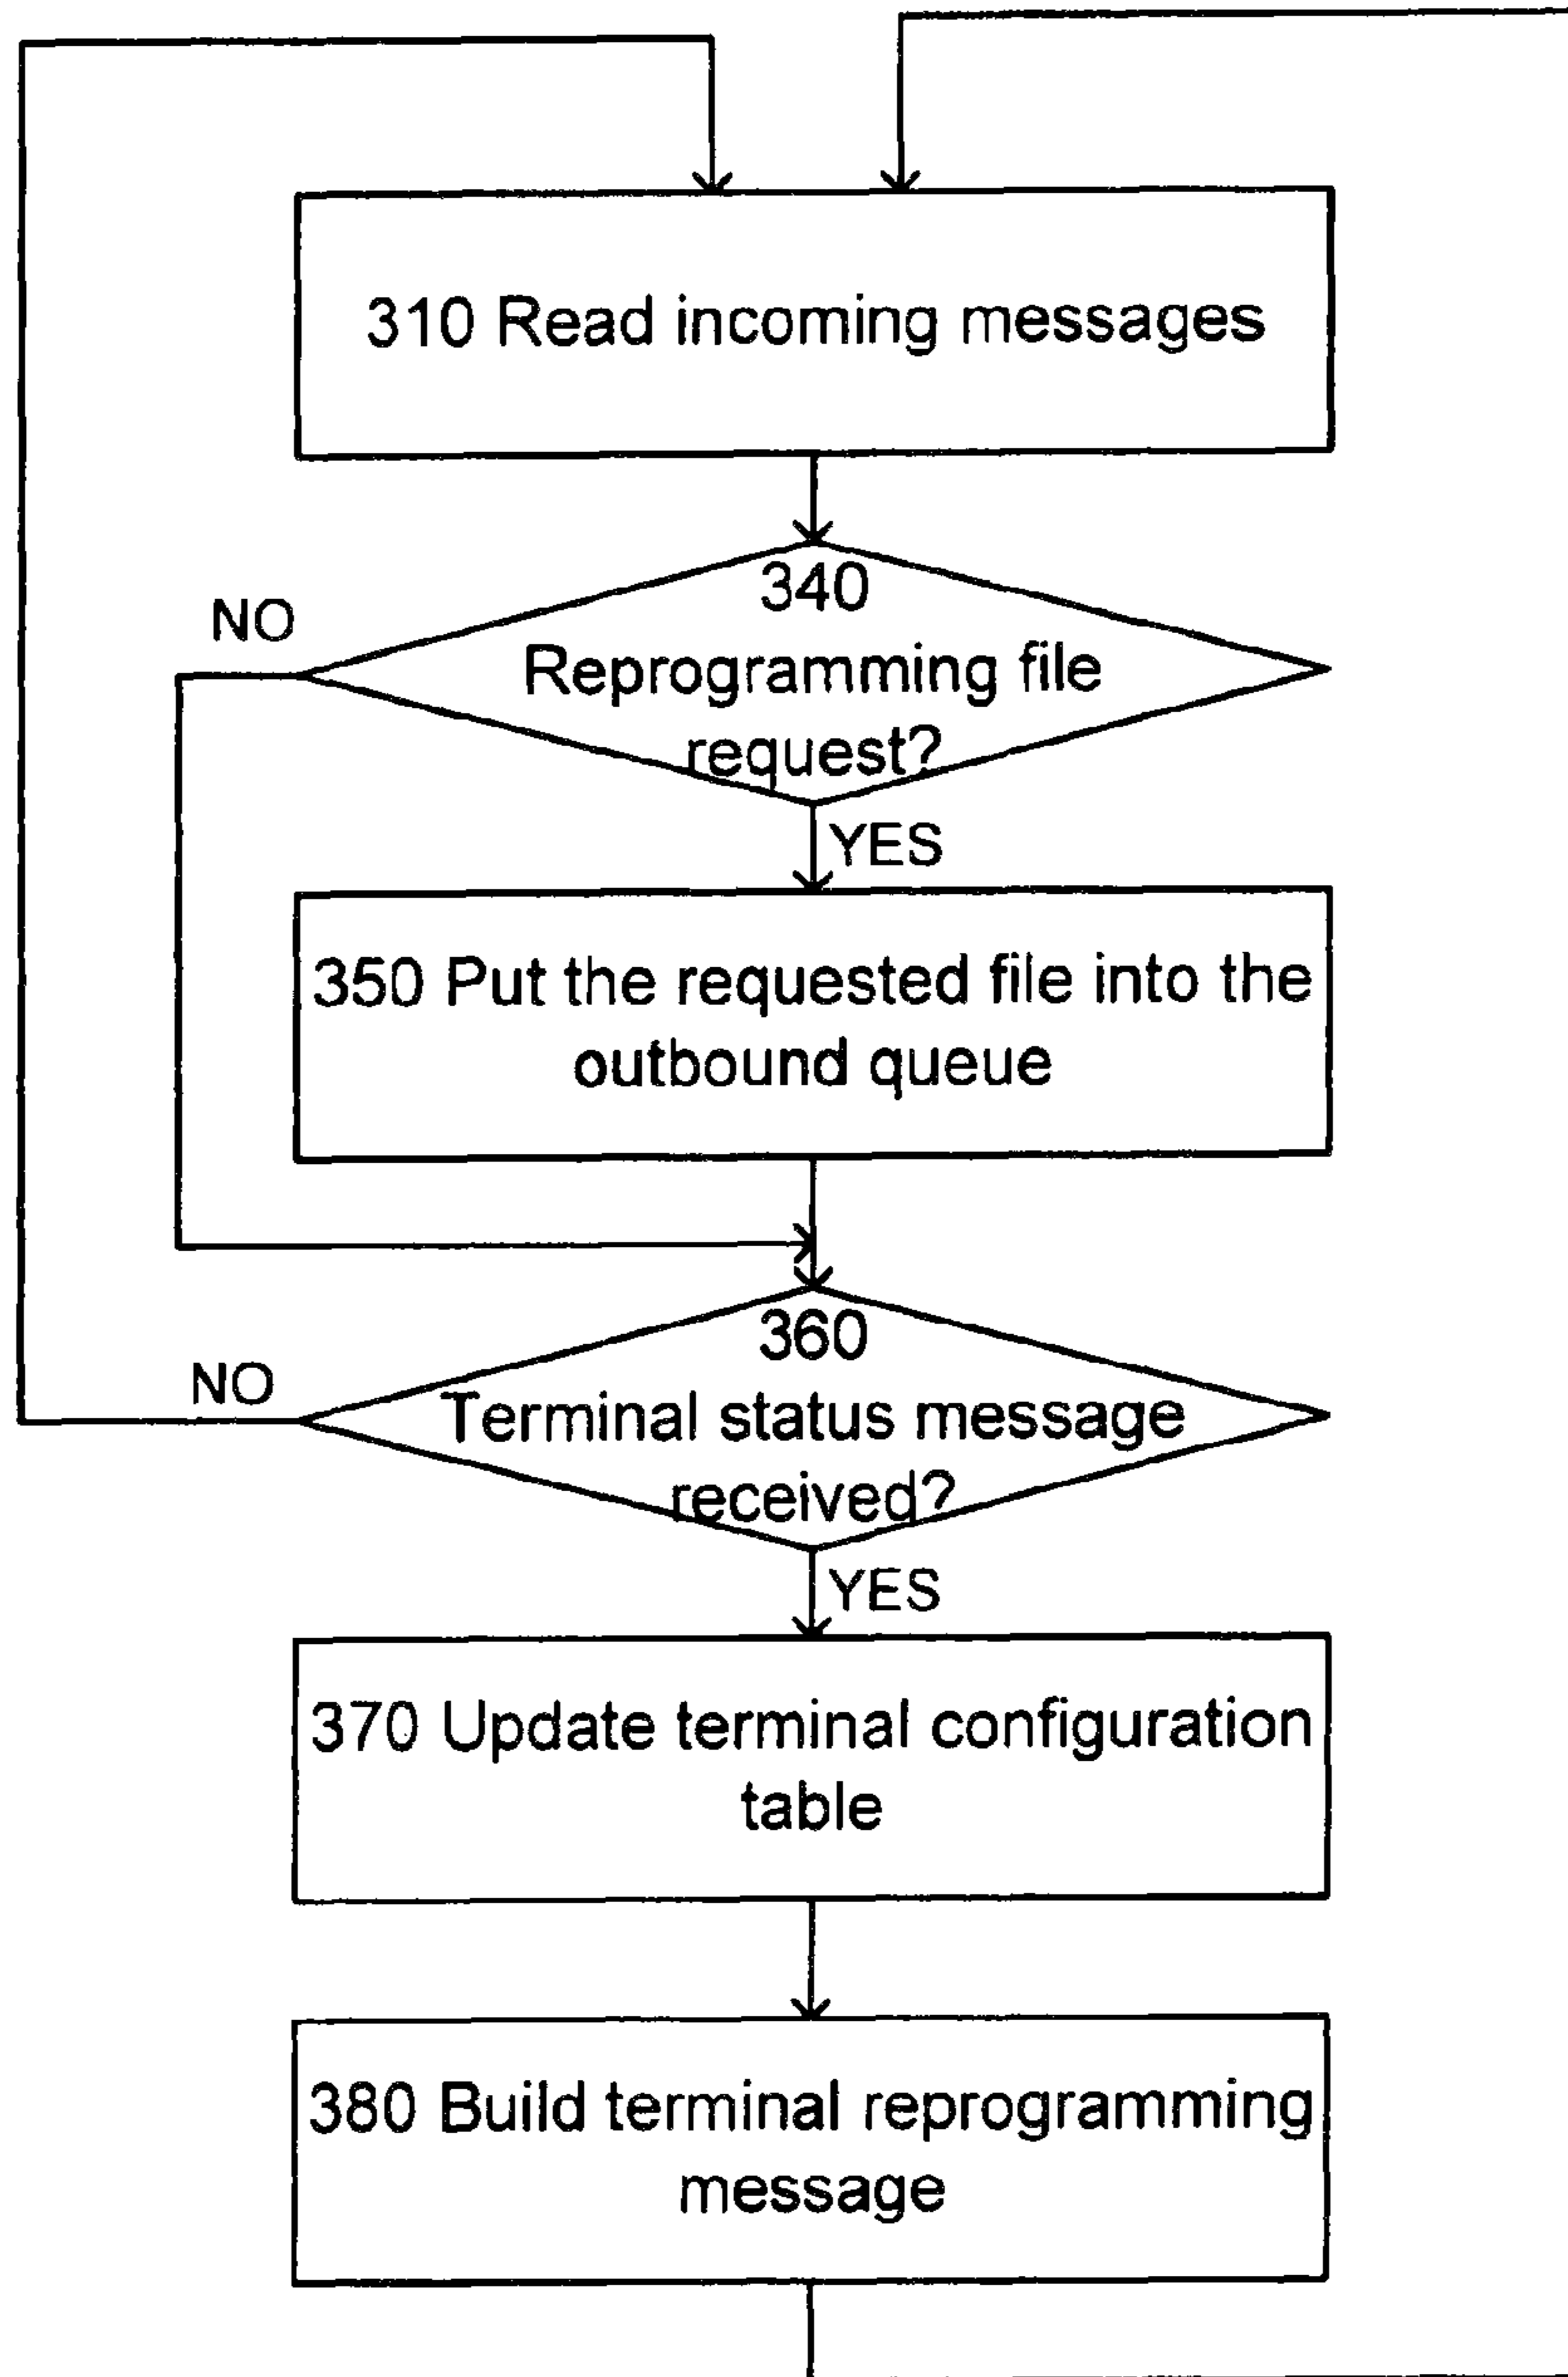 310 Read incoming messages
340
Reprogramming file
request?
NO
YES
350 Put the requested file into the
outbound queue
360
Terminal status message
received?
NO
YES
370 Update terminal configuration
table
380 Build terminal reprogramming
message